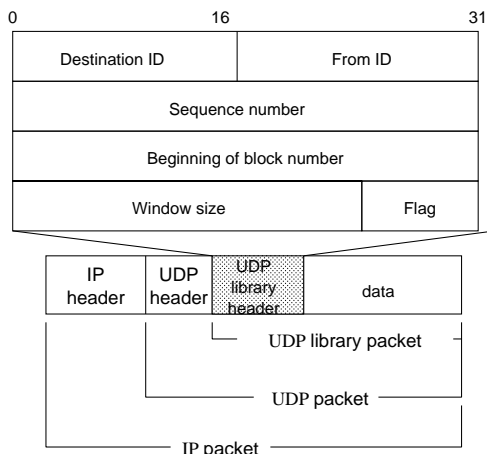 0 16 31
Destination ID From ID
Sequence number
Beginning of block number
Window size Flag
IP
header
UDP
header
UDP
library
header
data
UDP library packet
UDP packet
IP packet